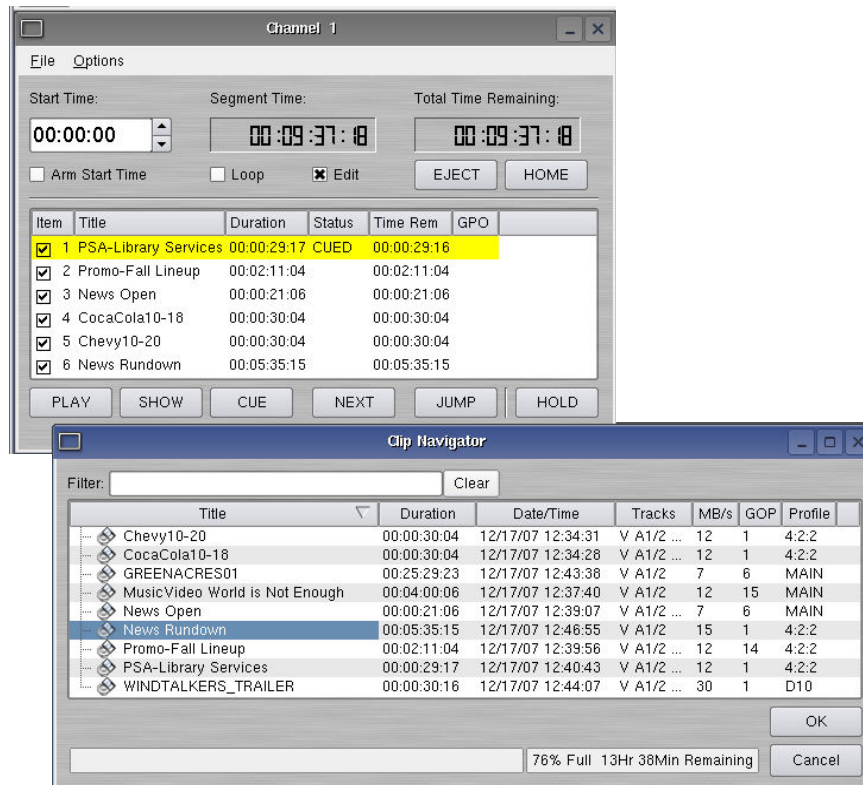 Channel 1
File Options
Start Time: Segment Time: Total Time Remaining:
00:00:00 00:09:37:18 00:09:37:18
Arm Start Time Loop Edit EJECT HOME
Item Title Duration Status Time Rem GPO
1 PSA-Library Services 00:00:29:17 CUED 00:00:29:16
2 Promo-Fall Lineup 00:02:11:04 00:02:11:04
3 News Open 00:00:21:06 00:00:21:06
4 CocaCola10-18 00:00:30:04 00:00:30:04
5 Chevy10-20 00:00:30:04 00:00:30:04
6 News Rundown 00:05:35:15 00:05:35:15
PLAY SHOW CUE NEXT JUMP HOLD
Clip Navigator
Filter: Clear
Title Duration Date/Time Tracks MB/s GOP Profile
Chevy10-20 00:00:30:04 12/17/07 12:34:31 V A1/2 ... 12 1 4:2:2
CocaCola10-18 00:00:30:04 12/17/07 12:34:28 V A1/2 ... 12 1 4:2:2
GREENACRES01 00:25:29:23 12/17/07 12:43:38 V A1/2 7 6 MAIN
MusicVideo World is Not Enough 00:04:00:06 12/17/07 12:37:40 V A1/2 12 15 MAIN
News Open 00:00:21:06 12/17/07 12:39:07 V A1/2 ... 7 6 MAIN
News Rundown 00:05:35:15 12/17/07 12:46:55 V A1/2 15 1 4:2:2
Promo-Fall Lineup 00:02:11:04 12/17/07 12:39:56 V A1/2 ... 12 14 4:2:2
PSA-Library Services 00:00:29:17 12/17/07 12:40:43 V A1/2 ... 12 1 4:2:2
WINDTALKERS_TRAILER 00:00:30:16 12/17/07 12:44:07 V A1/2 ... 30 1 D10
OK
76% Full 13Hr 38Min Remaining Cancel